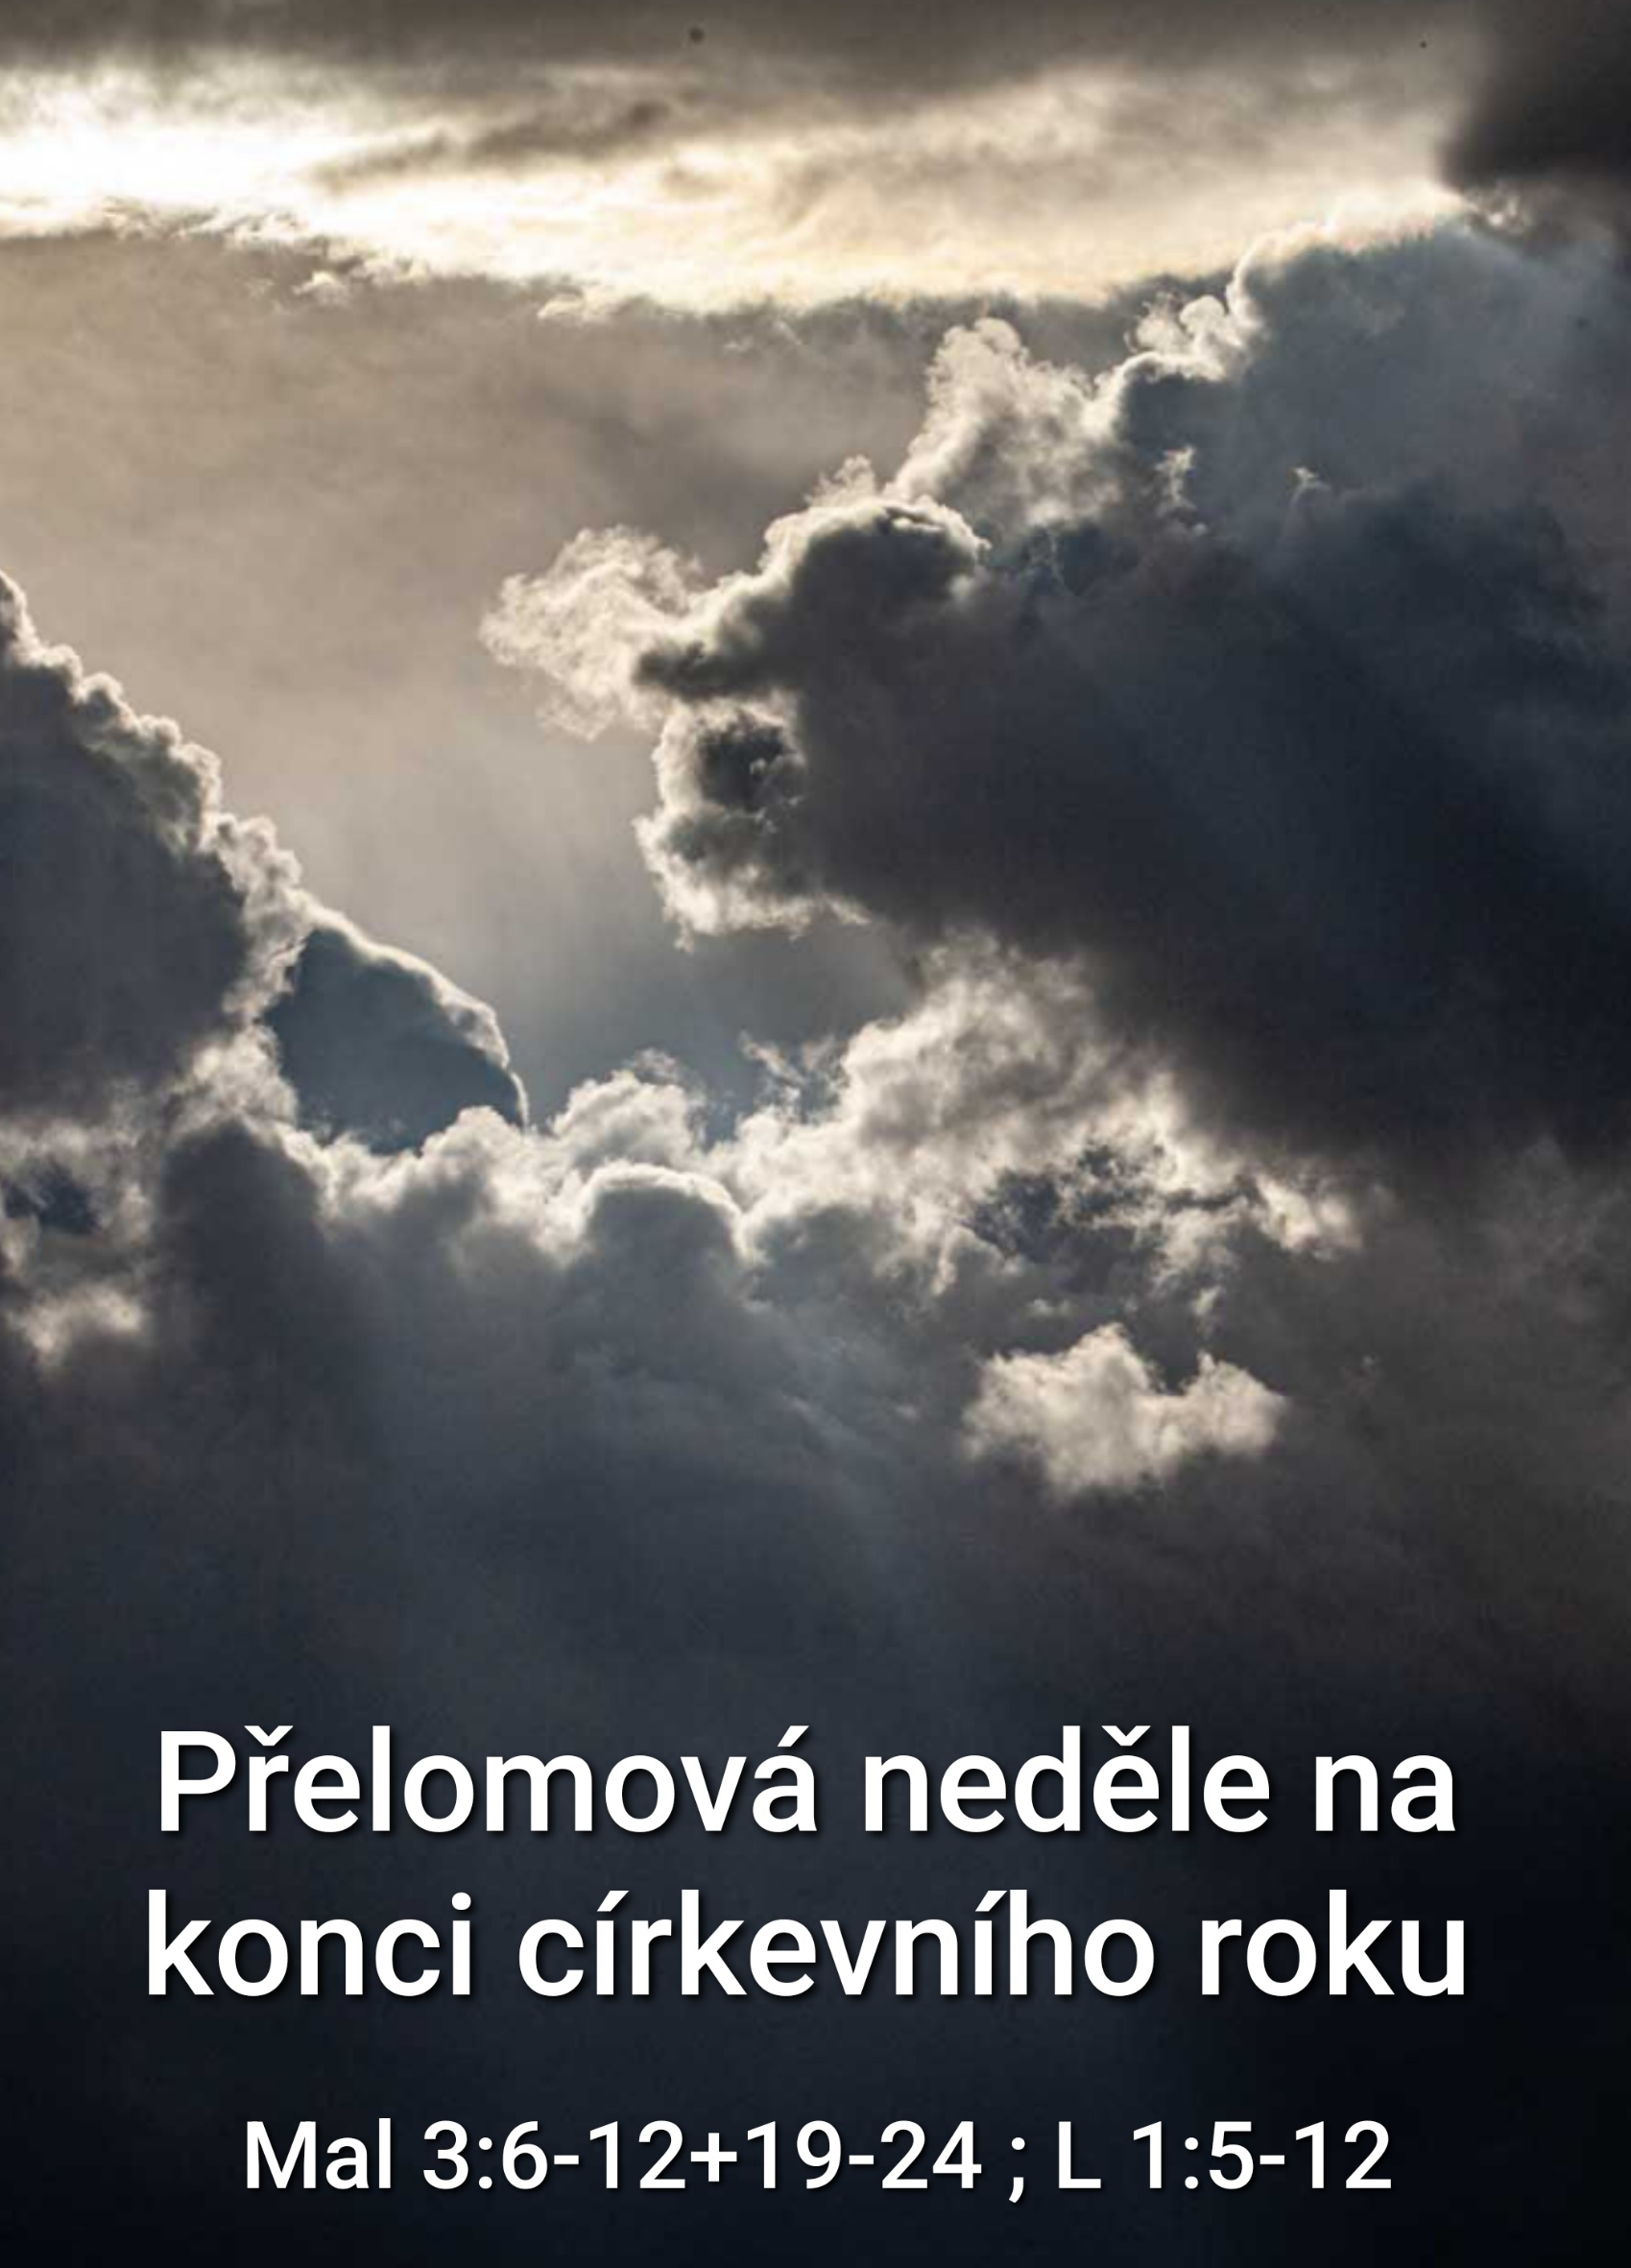 Přelomová neděle na
konci církevního roku
Mal 3:6-12+19-24 ; L 1:5-12